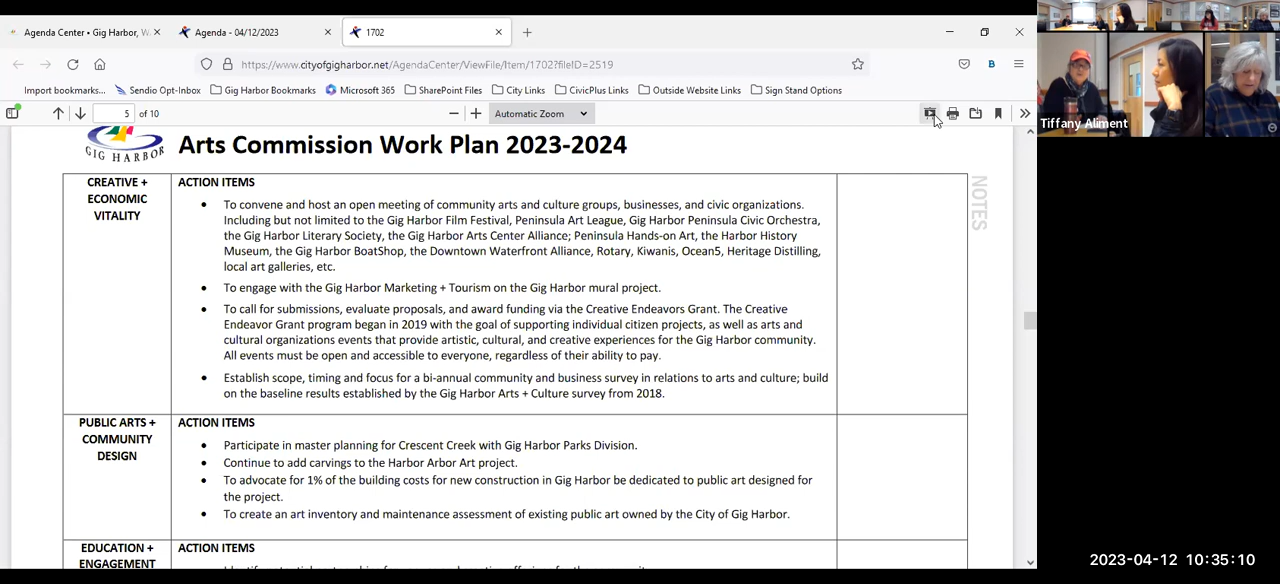 Agenda Center • Gig Harbor, W
Agenda - 04/12/2023
1702
https://www.cityofgigharbor.net/AgendaCenter/ViewFile/Item/1702?fileID=2519
Import bookmarks...
Sendio Opt-Inbox
Gig Harbor Bookmarks
Microsoft 365
SharePoint Files
City Links
CivicPlus Links
Outside Website Links
Sign Stand Options
5 of 10
Automatic Zoom
GIG HARBOR
Arts Commission Work Plan 2023-2024
CREATIVE +
ECONOMIC
VITALITY
ACTION ITEMS
• To convene and host an open meeting of community arts and culture groups, businesses, and civic organizations.
Including but not limited to the Gig Harbor Film Festival, Peninsula Art League, Gig Harbor Peninsula Civic Orchestra,
the Gig Harbor Literary Society, the Gig Harbor Arts Center Alliance; Peninsula Hands-on Art, the Harbor History
Museum, the Gig Harbor BoatShop, the Downtown Waterfront Alliance, Rotary, Kiwanis, Ocean5, Heritage Distilling,
local art galleries, etc.
• To engage with the Gig Harbor Marketing + Tourism on the Gig Harbor mural project.
• To call for submissions, evaluate proposals, and award funding via the Creative Endeavors Grant. The Creative
Endeavor Grant program began in 2019 with the goal of supporting individual citizen projects, as well as arts and
cultural organizations events that provide artistic, cultural, and creative experiences for the Gig Harbor community.
All events must be open and accessible to everyone, regardless of their ability to pay.
• Establish scope, timing and focus for a bi-annual community and business survey in relations to arts and culture; build
on the baseline results established by the Gig Harbor Arts + Culture survey from 2018.
NOTES
PUBLIC ARTS +
COMMUNITY
DESIGN
ACTION ITEMS
• Participate in master planning for Crescent Creek with Gig Harbor Parks Division.
• Continue to add carvings to the Harbor Arbor Art project.
• To advocate for 1% of the building costs for new construction in Gig Harbor be dedicated to public art designed for
the project.
• To create an art inventory and maintenance assessment of existing public art owned by the City of Gig Harbor.
EDUCATION +
ENGAGEMENT
ACTION ITEMS
Tiffany Aliment
2023-04-12 10:35:10